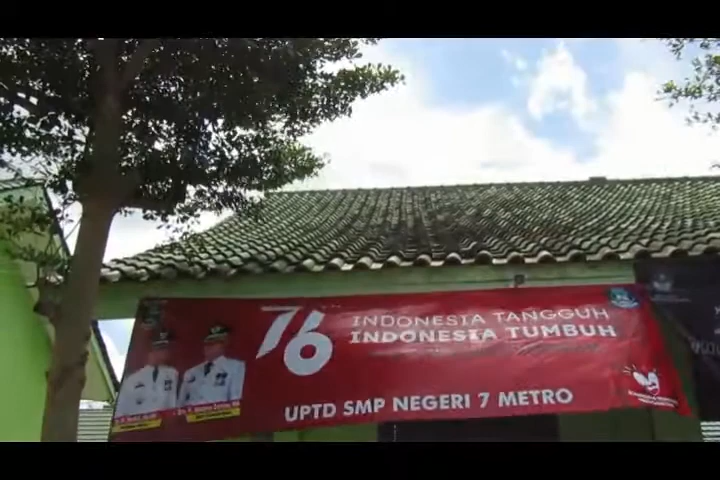 76
INDONESIA TANGGUH
INDONESIA TUMBUH
UPTD SMP NEGERI 7 METRO